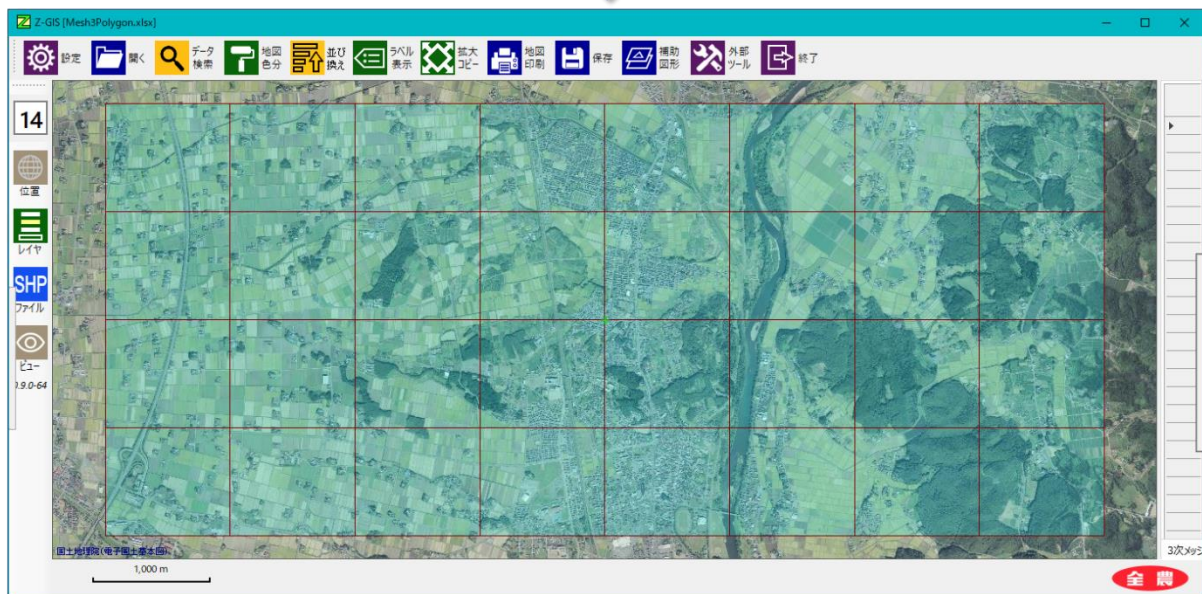 Z-GIS [Mesh3Polygon.xlsx]
設定
開く
データ
検索
地図
色分
並び
換え
ラベル
表示
拡大
コピー
地図
印刷
保存
補助
図形
外部
ツール
終了
14
位置
レイヤ
SHP
ファイル
ビュー
.9.0-64
国土地理院(電子国土基本図)
1,000 m
3次メッシ
全農